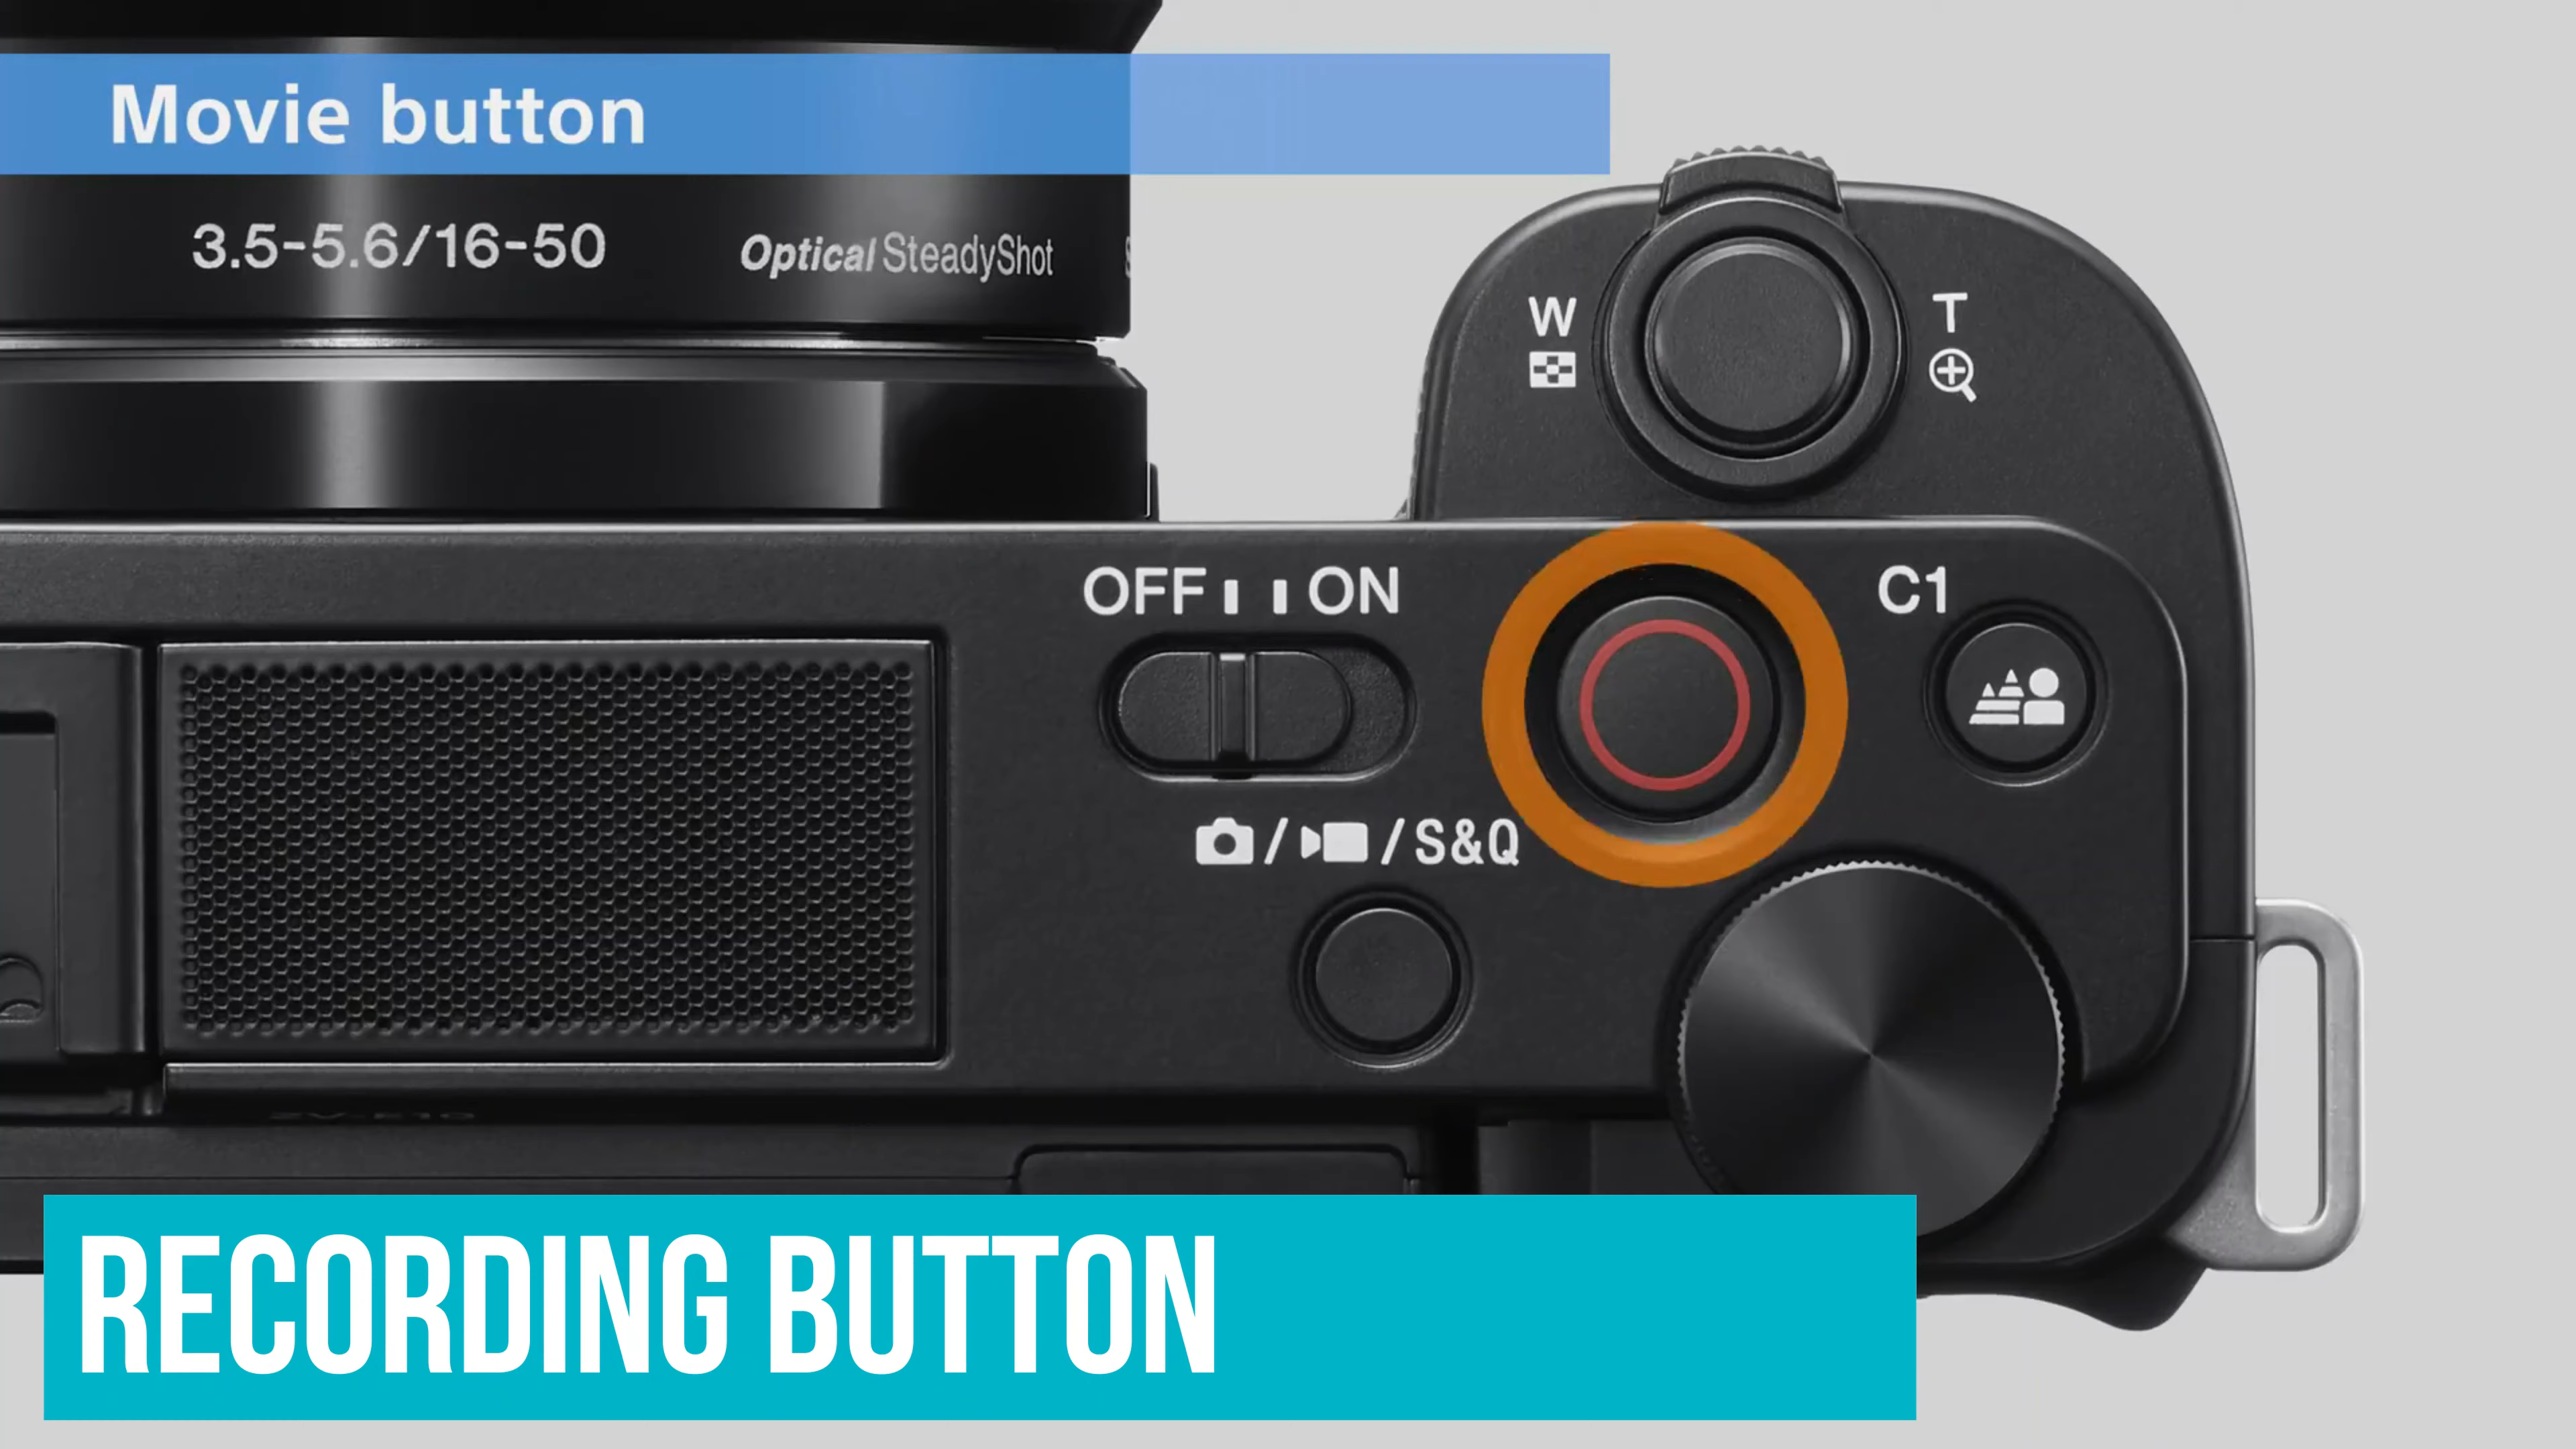 Movie button
3.5-5.6/16-50
Optical SteadyShot
W
T
OFF ON
C1
/ / S&Q
RECORDING BUTTON